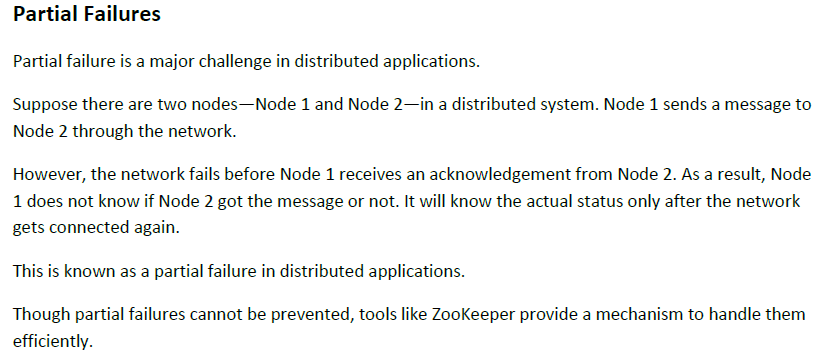 Partial Failures
Partial failure is a major challenge in distributed applications.
Suppose there are two nodes—Node 1 and Node 2—in a distributed system. Node 1 sends a message to
Node 2 through the network.
However, the network fails before Node 1 receives an acknowledgement from Node 2. As a result, Node
1 does not know if Node 2 got the message or not. It will know the actual status only after the network
gets connected again.
This is known as a partial failure in distributed applications.
Though partial failures cannot be prevented, tools like ZooKeeper provide a mechanism to handle them
efficiently.